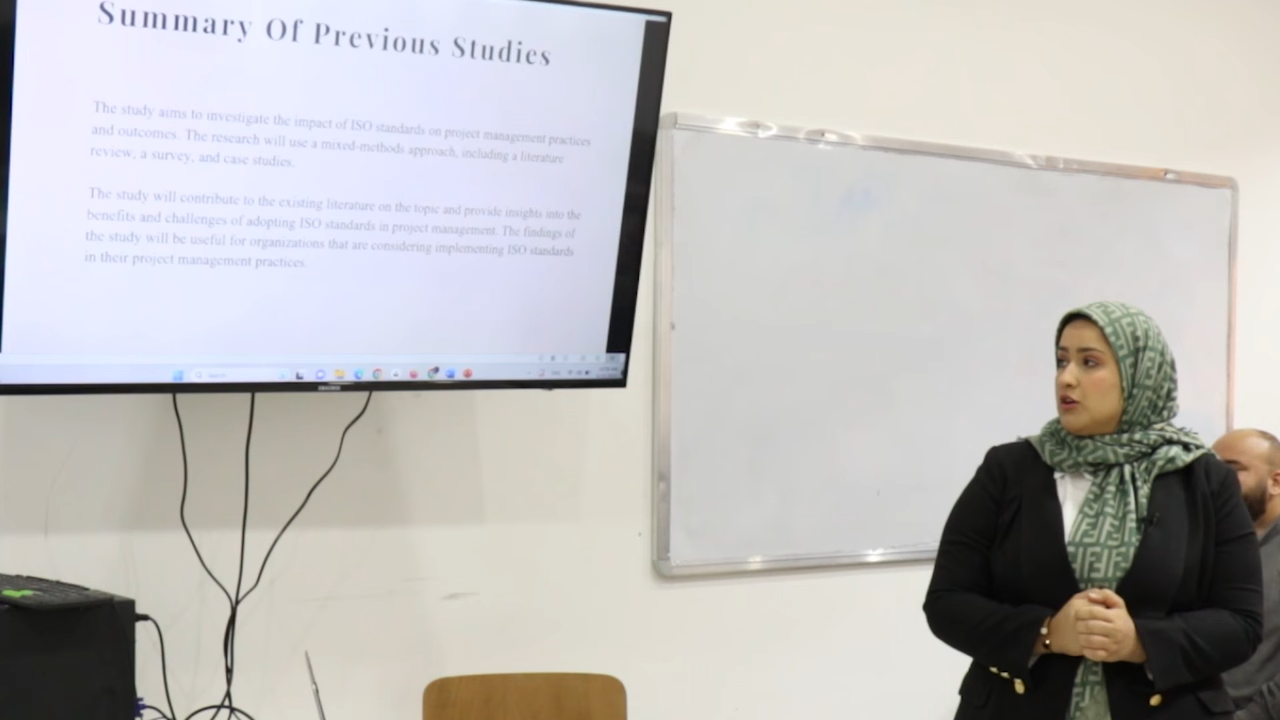 Summary Of Previous Studies
The study aims to investigate the impact of ISO standards on project management practices
and outcomes. The research will use a mixed-methods approach, including a literature
review, a survey, and case studies.
The study will contribute to the existing literature on the topic and provide insights into the
benefits and challenges of adopting ISO standards in project management. The findings of
the study will be useful for organizations that are considering implementing ISO standards
in their project management practices.
Search